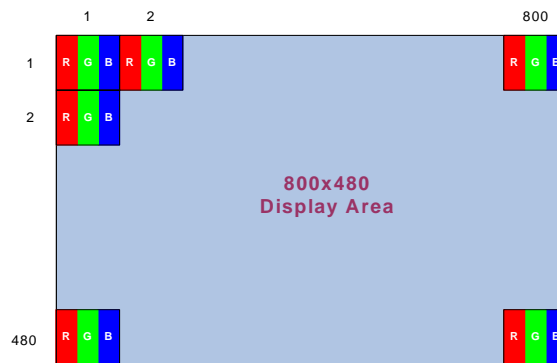 1 2 800
1 R G B R G B R G B
2 R G B
800x480
Display Area
480 R G B R G B